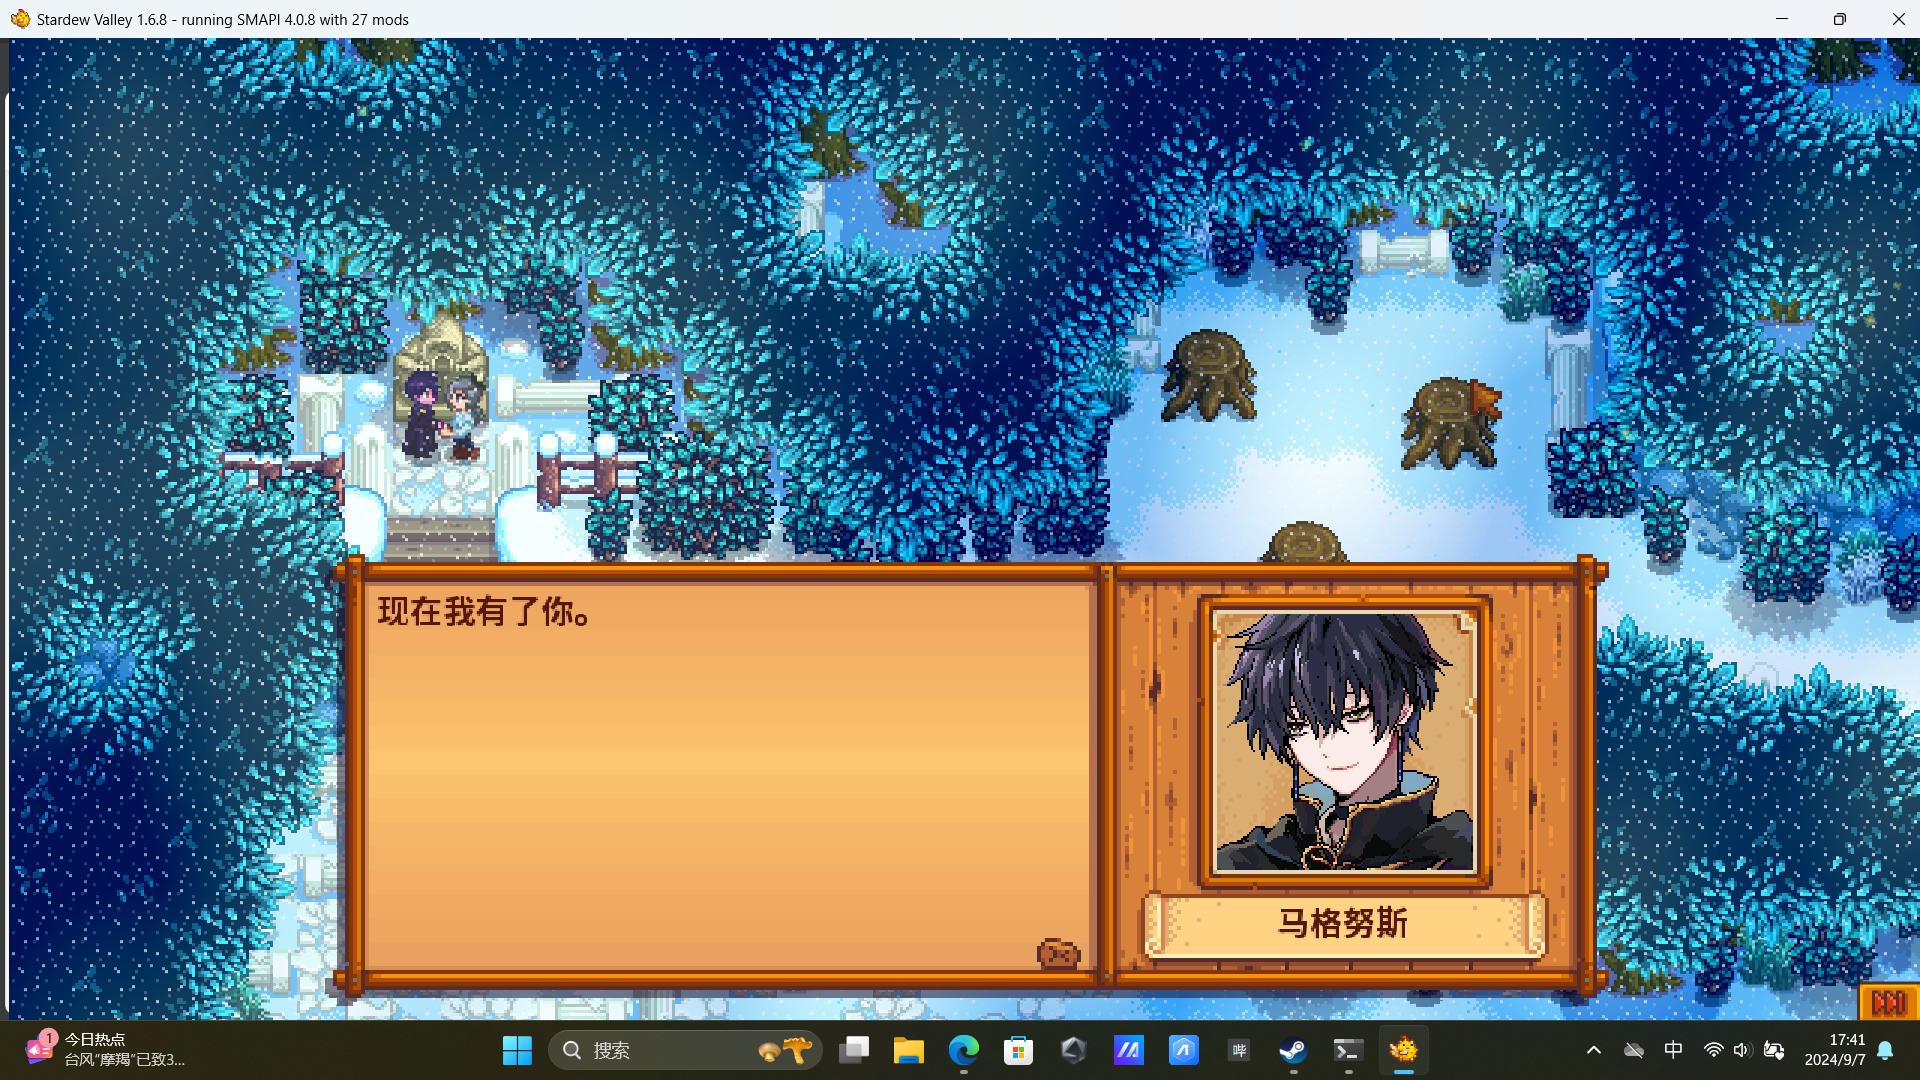 Stardew Valley 1.6.8 - running SMAPI 4.0.8 with 27 mods
现在我有了你。
马格努斯
1
今日热点
台风“摩羯”已致3...
搜索
哔
中
17:41
2024/9/7